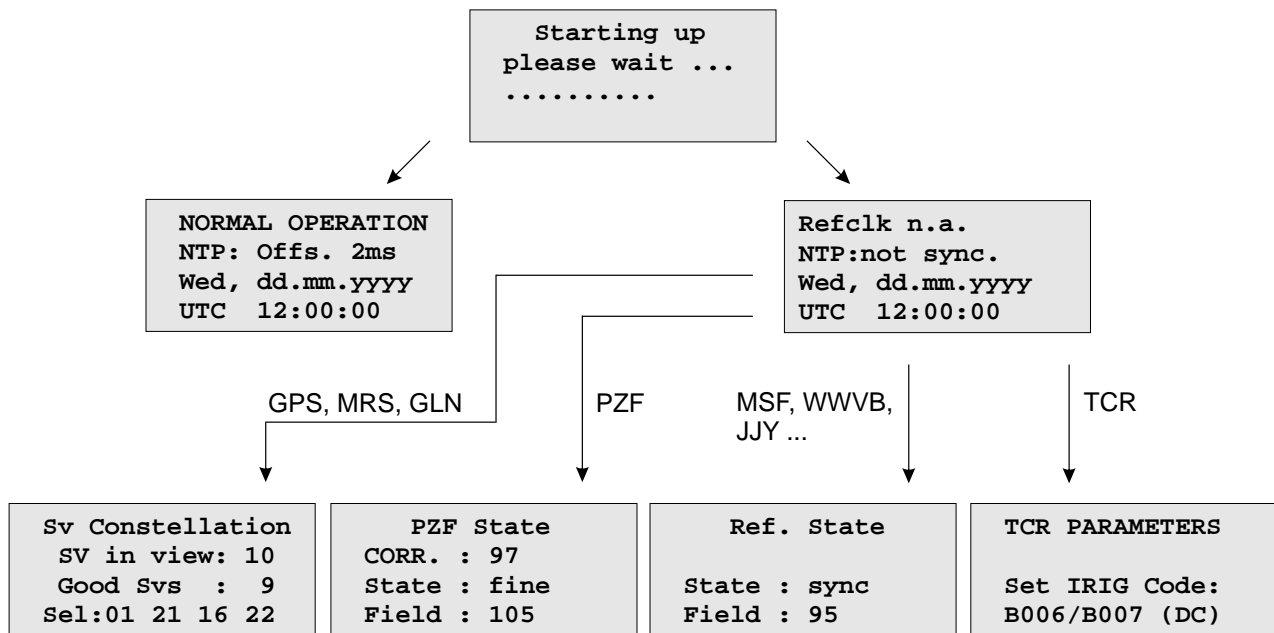 Starting up
please wait ...
..........
NORMAL OPERATION
NTP: Offs. 2ms
Wed, dd.mm.yyyy
UTC 12:00:00
Refclk n.a.
NTP:not sync.
Wed, dd.mm.yyyy
UTC 12:00:00
GPS, MRS, GLN
PZF
MSF, WWVB,
JJY ...
TCR
Sv Constellation
SV in view: 10
Good Svs : 9
Sel:01 21 16 22
PZF State
CORR. : 97
State : fine
Field : 105
Ref. State
State : sync
Field : 95
TCR PARAMETERS
Set IRIG Code:
B006/B007 (DC)